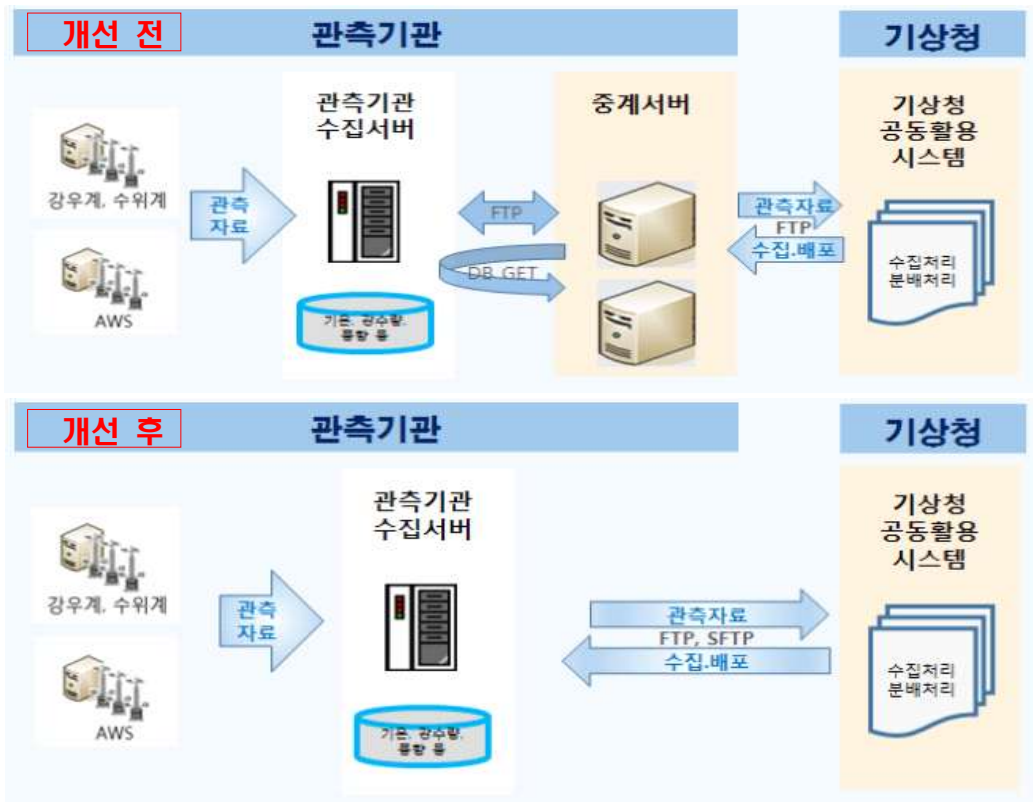 개선 전
관측기관
기상청
관측기관
수집서버
중계서버
기상청
공동활용
시스템
강우계, 수위계
AWS
관측
자료
FTP
DB GET
관측자료
FTP
수집.배포
수집처리
분배처리
기온, 강수량,
풍향 등
개선 후
관측기관
기상청
관측기관
수집서버
기상청
공동활용
시스템
강우계, 수위계
AWS
관측
자료
관측자료
FTP, SFTP
수집.배포
수집처리
분배처리
기온, 강수량,
풍향 등